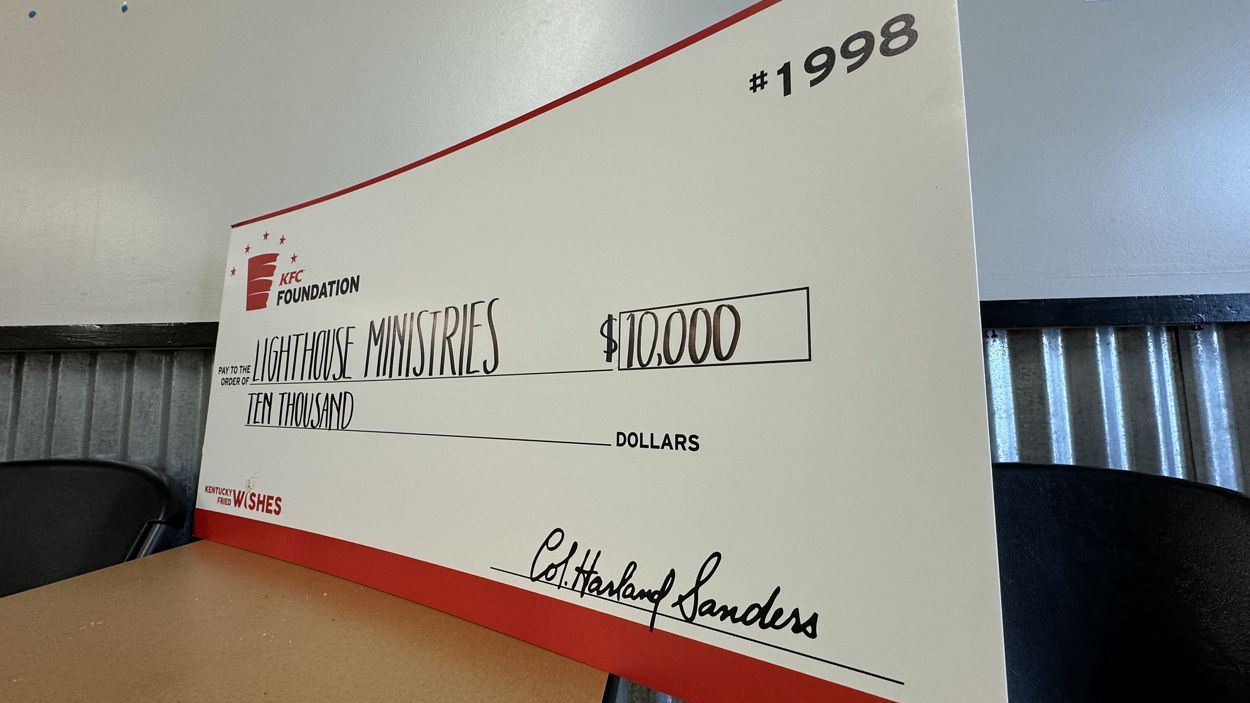 #1998
KFC
FOUNDATION
PAY TO THE
ORDER OF
LIGHTHOUSE MINISTRIES
$10,000
TEN THOUSAND
DOLLARS
KENTUCKY
FRIED
WISHES
Col. Harland Sanders